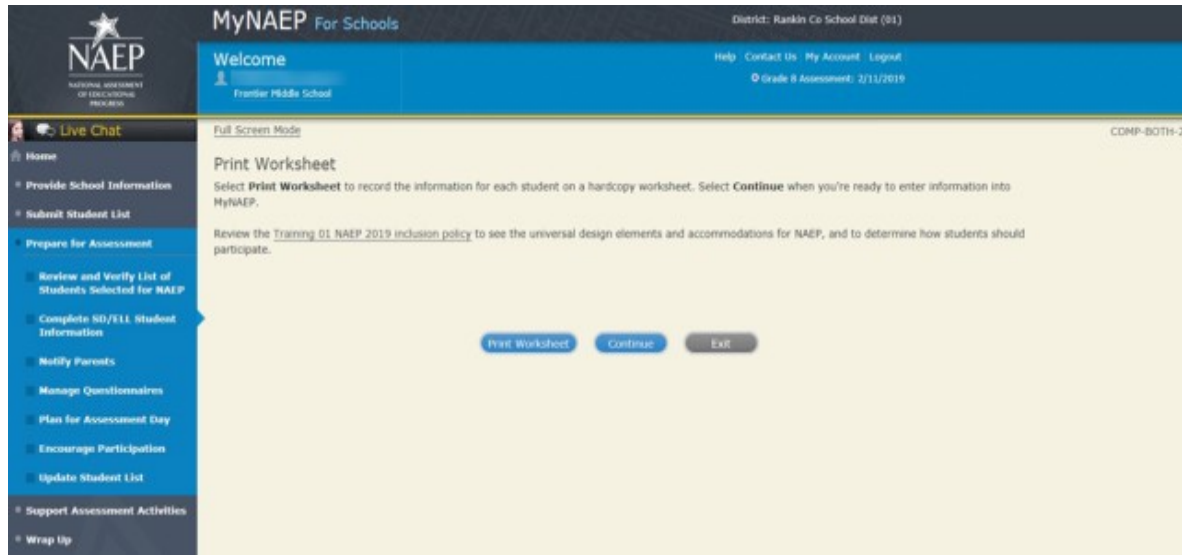 MyNAEP For Schools
District: Rankin Co School Dist (01)
NAEP
NATIONAL ASSESSMENT
OF EDUCATIONAL
PROGRESS
Welcome
Frontier Middle School
Help Contact Us My Account Logout
Grade 8 Assessment: 2/11/2019
Live Chat
Home
Provide School Information
Submit Student List
Prepare for Assessment
Review and Verify List of
Students Selected for NAEP
Complete SD/ELL Student
Information
Notify Parents
Manage Questionnaires
Plan for Assessment Day
Encourage Participation
Update Student List
Support Assessment Activities
Wrap Up
Full Screen Mode
COMP-BOTH-2
Print Worksheet
Select Print Worksheet to record the information for each student on a hardcopy worksheet. Select Continue when you're ready to enter information into
MyNAEP.
Review the Training 01 NAEP 2019 inclusion policy to see the universal design elements and accommodations for NAEP, and to determine how students should
participate.
Print Worksheet Continue Exit